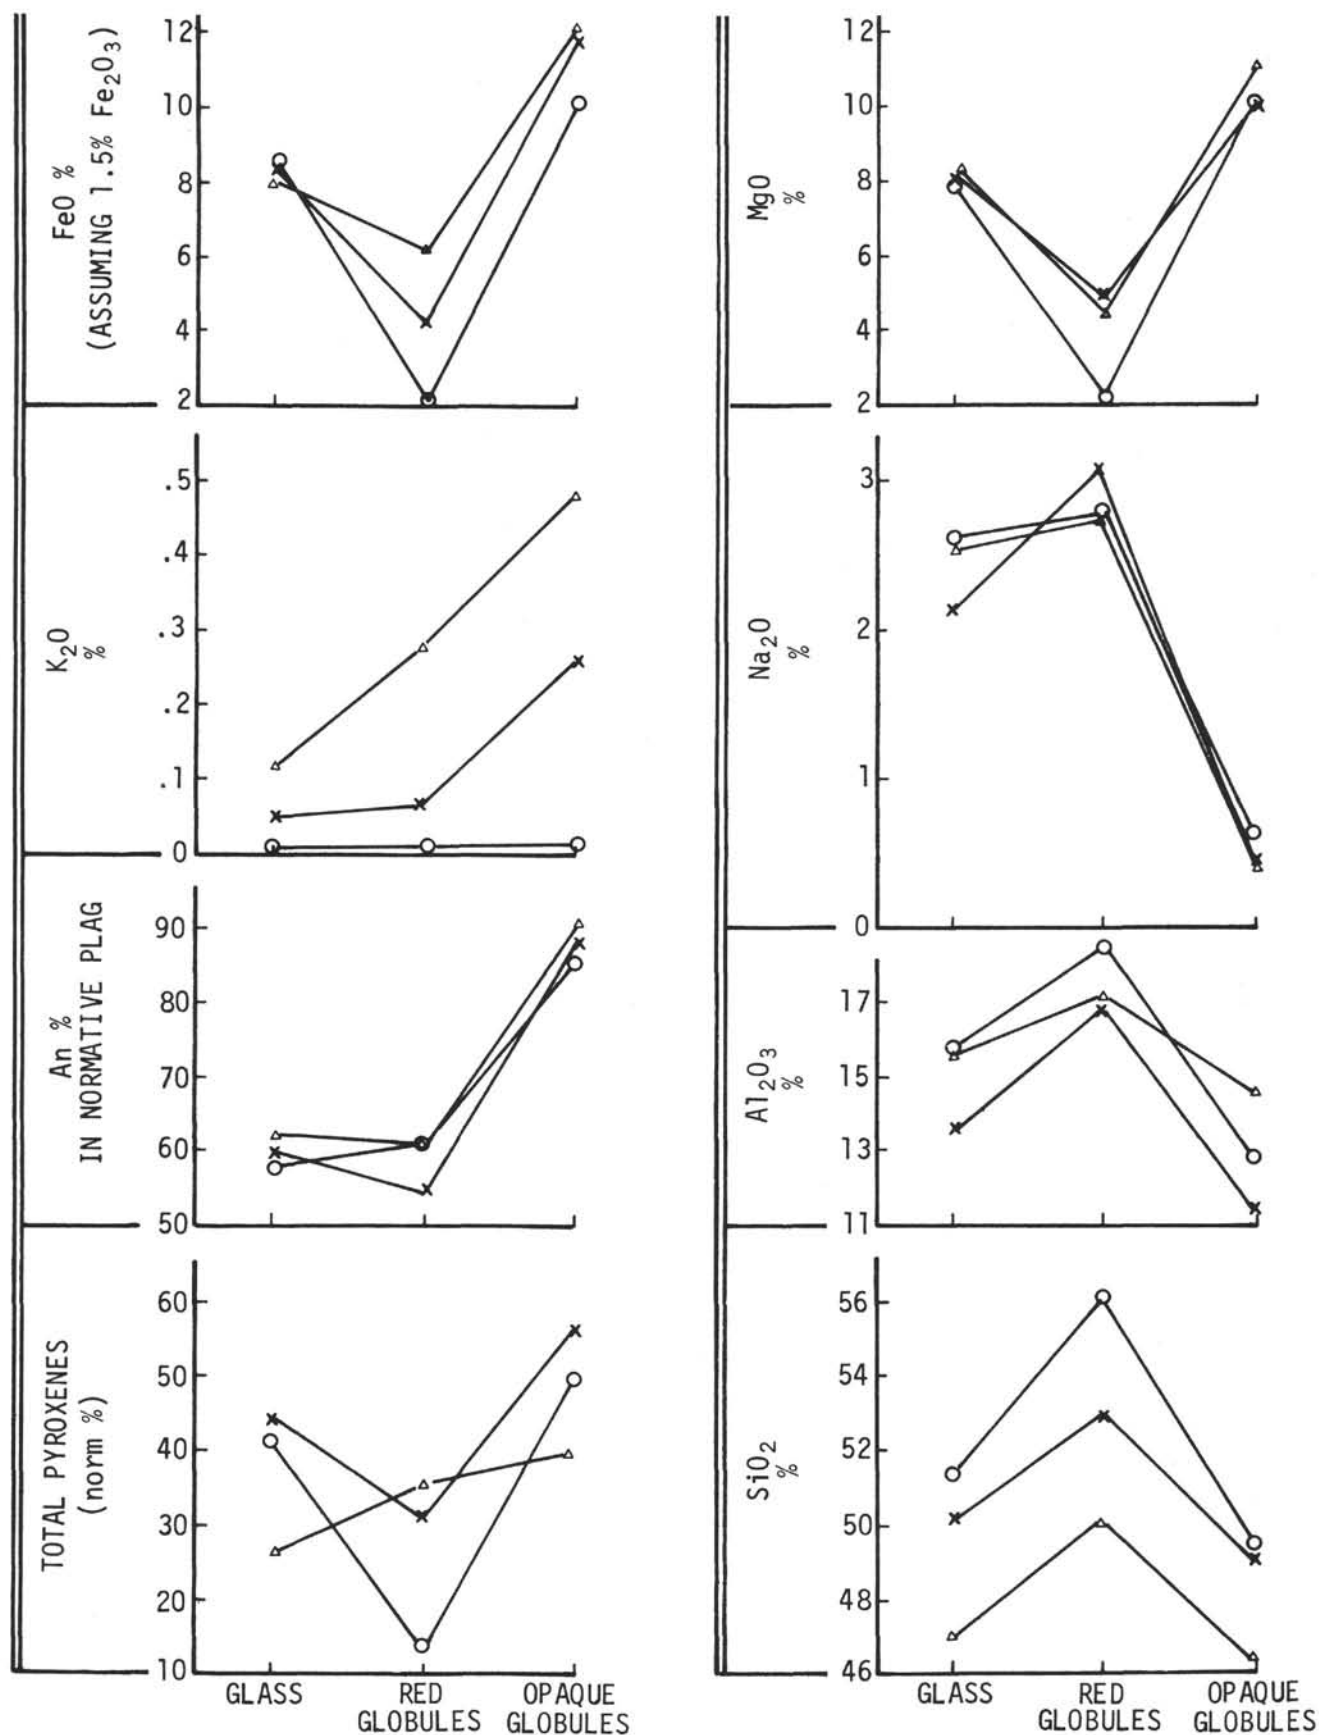 FeO %
(ASSUMING 1.5% Fe₂O₃)
12
10
8
6
4
2
K₂O
%
.5
.4
.3
.2
.1
0
An %
IN NORMATIVE PLAG
90
80
70
60
50
TOTAL PYROXENES
(norm %)
60
50
40
30
20
10
GLASS
RED
GLOBULES
OPAQUE
GLOBULES
MgO
%
12
10
8
6
4
2
Na₂O
%
3
2
1
0
Al₂O₃
%
17
15
13
11
SiO₂
%
56
54
52
50
48
46
GLASS
RED
GLOBULES
OPAQUE
GLOBULES